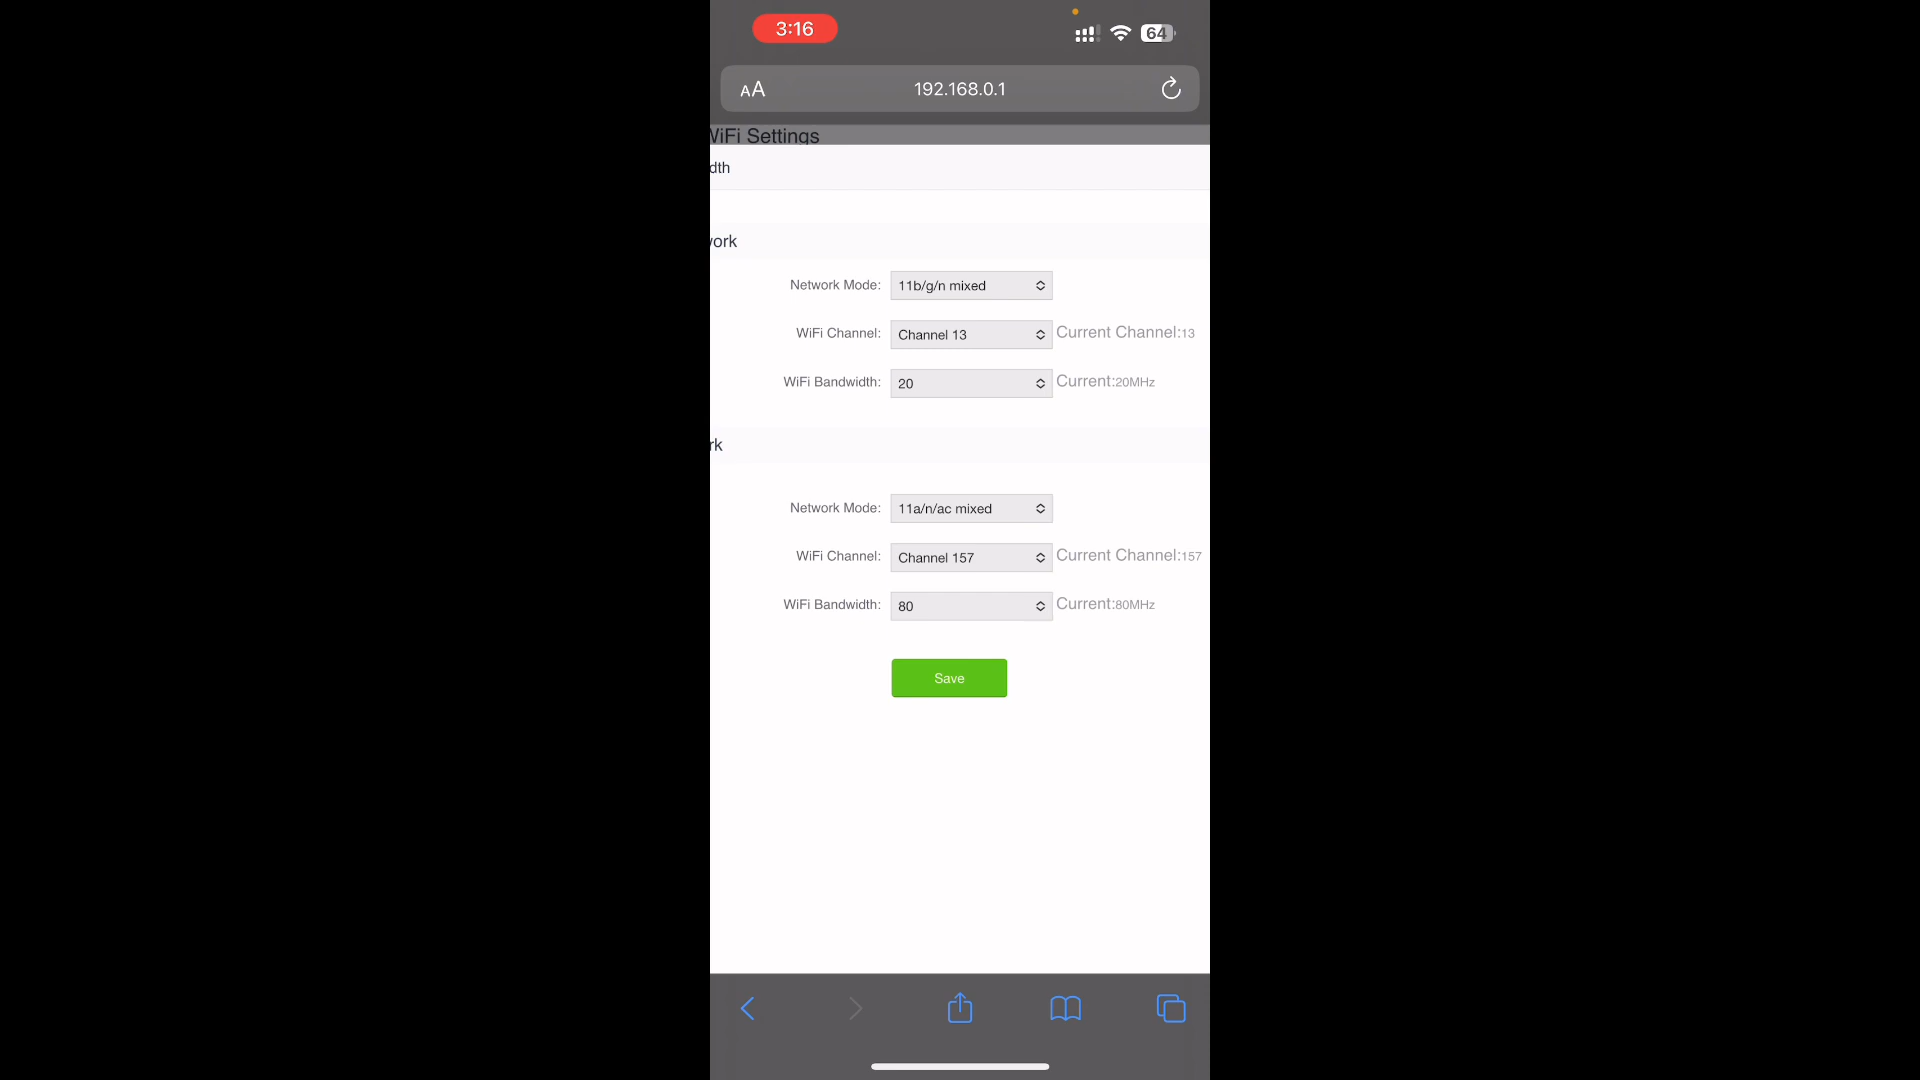 3:16
64
AA 192.168.0.1
WiFi Settings
dth
work
Network Mode: 11b/g/n mixed
WiFi Channel: Channel 13 Current Channel:13
WiFi Bandwidth: 20 Current:20MHz
rk
Network Mode: 11a/n/ac mixed
WiFi Channel: Channel 157 Current Channel:157
WiFi Bandwidth: 80 Current:80MHz
Save